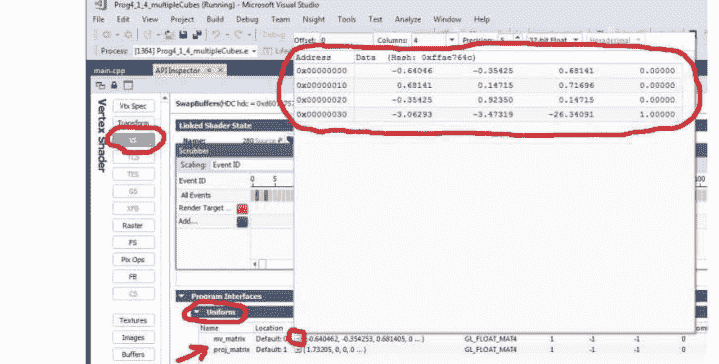 Prog4_1_4_multipleCubes (Running) - Microsoft Visual Studio
File Edit View Project Build Debug Team Nsight Tools Test Analyze Window Help
Process: [1364] Prog4_1_4_multipleCubes.e
Offset: 0 Columns: 4 Precision: 5 32-bit Float Hexadecimal
Address Data (Hash: 0xffae764c)
0x00000000 -0.64046 -0.35425 0.68141 0.00000
0x00000010 0.68141 0.14715 0.71696 0.00000
0x00000020 -0.35425 0.92350 0.14715 0.00000
0x00000030 -3.06293 -3.47319 -26.34091 1.00000
main.cpp API Inspector
Vertex Shader
Vtx Spec
Transform
VS
TCS
TES
GS
XFB
Raster
FS
Pix Ops
FB
CS
Textures
Images
Buffers
SwapBuffers(HDC hdc =
Linked Shader State
Name: 280
Scrubber
Scaling: Event ID
Event ID 0 5
All Events
Render Target ...
Add...
Program Interfaces
Uniform
Name Location
mv_matrix Default: 0 -0.640462, -0.354253, 0.681405, 0 ...) GL_FLOAT_MAT4 1 -1 -1 0
proj_matrix Default: 1 (1.73205, 0, 0, 0 ...) GL_FLOAT_MAT4 1 -1 -1 0